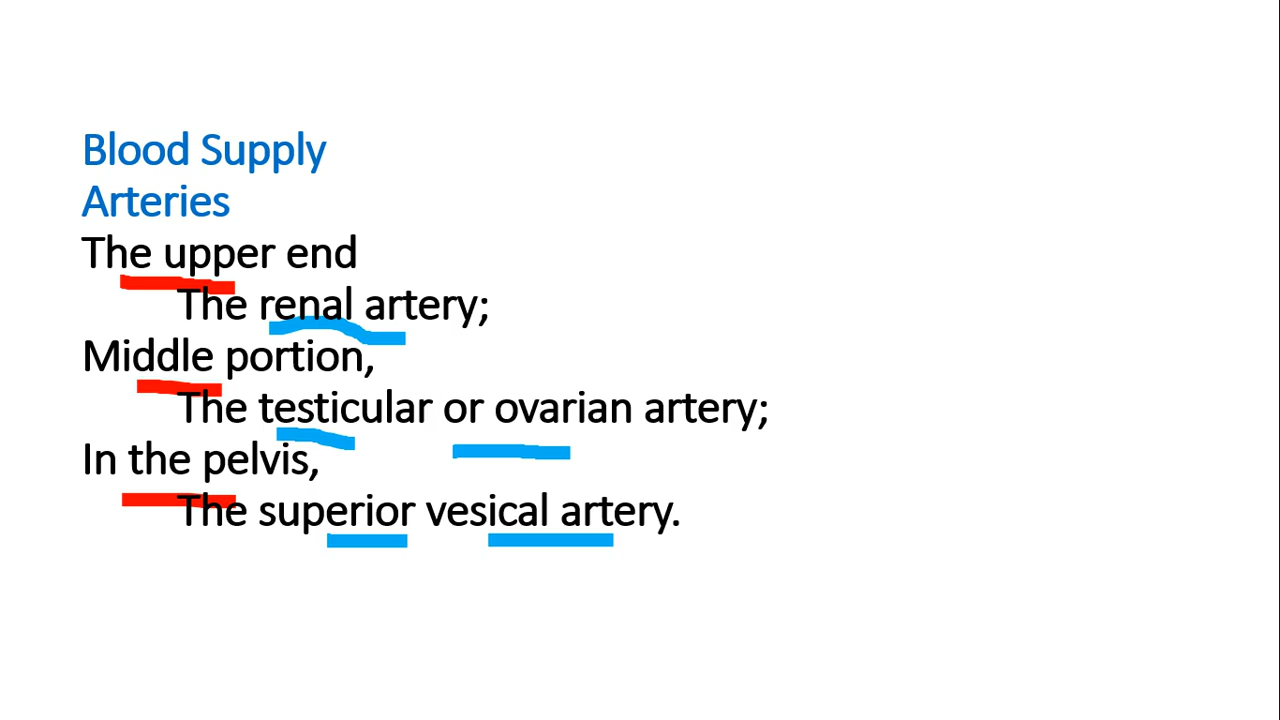 Blood Supply
Arteries
The upper end
The renal artery;
Middle portion,
The testicular or ovarian artery;
In the pelvis,
The superior vesical artery.